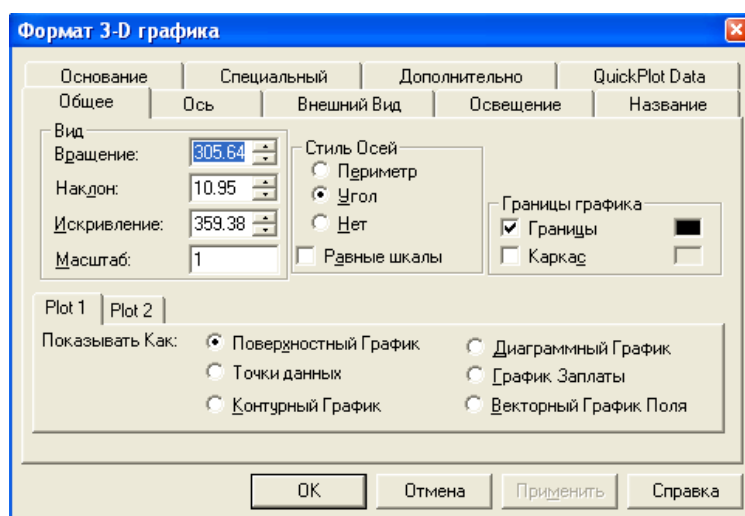 Формат 3-D графика
Основание Специальный Дополнительно QuickPlot Data
Общее Ось Внешний Вид Освещение Название
Вид
Вращение: 305.64
Наклон: 10.95
Искривление: 359.38
Масштаб: 1
Стиль Осей
Периметр
Угол
Нет
Равные шкалы
Границы графика
Границы
Каркас
Plot 1 Plot 2
Показывать Как:
Поверхностный График
Точки данных
Контурный График
Диаграммный График
График Заплаты
Векторный График Поля
OK Отмена Применить Справка